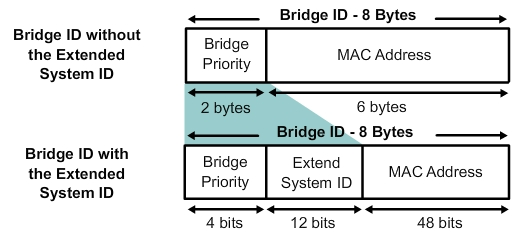 Bridge ID - 8 Bytes
Bridge ID without
the Extended
System ID
Bridge
Priority
MAC Address
2 bytes
6 bytes
Bridge ID - 8 Bytes
Bridge ID with
the Extended
System ID
Bridge
Priority
Extend
System ID
MAC Address
4 bits
12 bits
48 bits